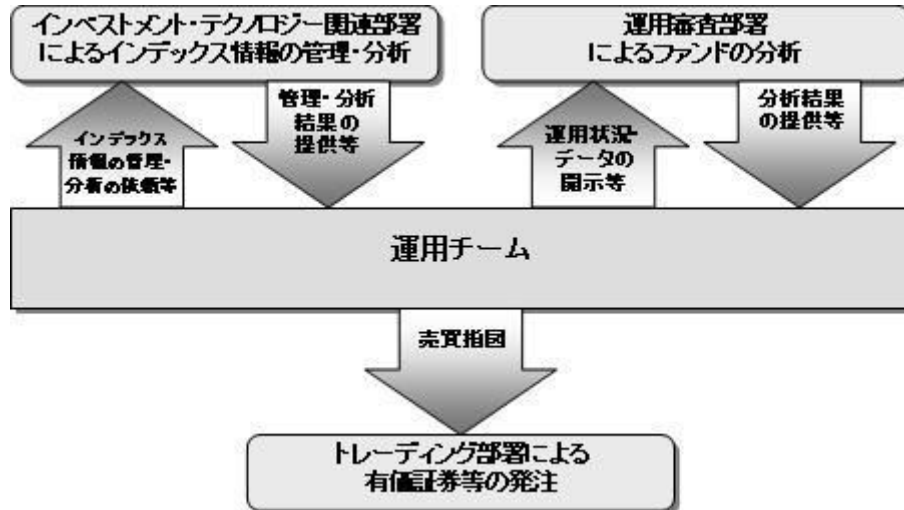 インベストメント・テクノロジー関連部署
によるインデックス情報の管理・分析
運用審査部署
によるファンドの分析
インデックス
情報の管理・
分析の依頼等
管理・分析
結果の
提供等
運用状況・
データの
開示等
分析結果
の提供等
運用チーム
売買指図
トレーディング部署による
有価証券等の発注